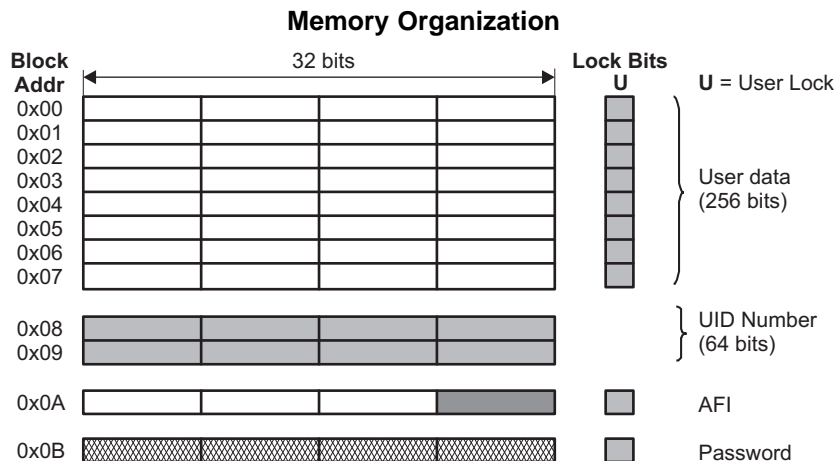 Memory Organization
Block Addr
32 bits
Lock Bits
U
U = User Lock
0x00
0x01
0x02
0x03
0x04
0x05
0x06
0x07
User data
(256 bits)
0x08
0x09
UID Number
(64 bits)
0x0A
AFI
0x0B
Password